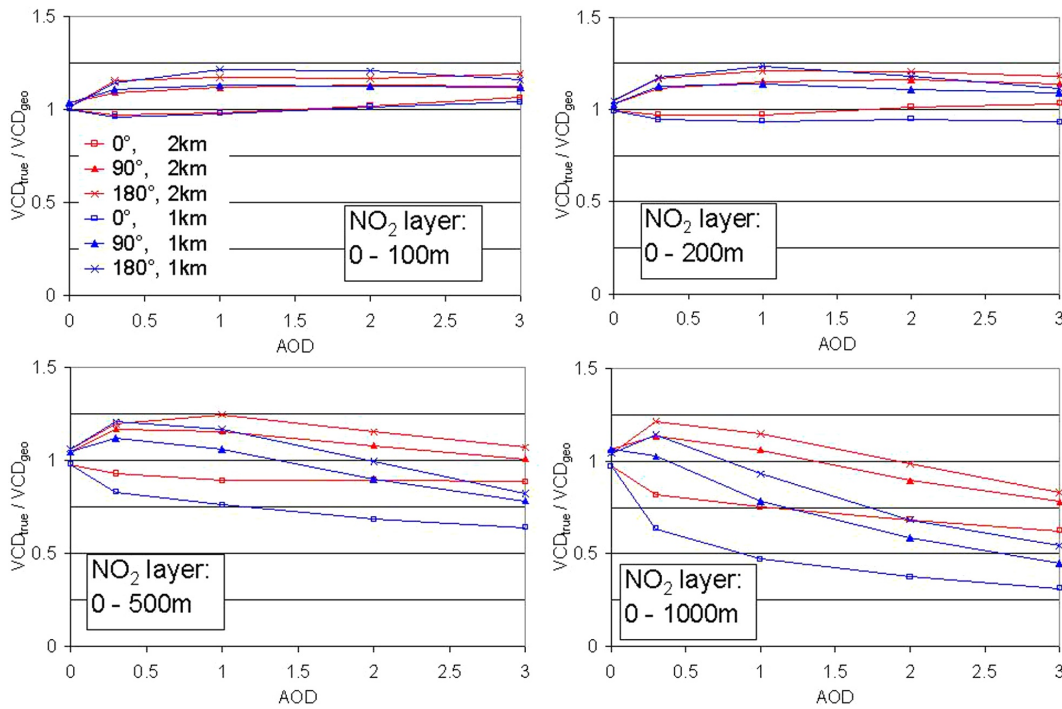 1.5
1
0.5
0
VCDtrue / VCDgeo
0°, 2km
90°, 2km
180°, 2km
0°, 1km
90°, 1km
180°, 1km
NO2 layer:
0 - 100m
0 0.5 1 1.5 2 2.5 3
AOD
1.5
1
0.5
0
VCDtrue / VCDgeo
NO2 layer:
0 - 200m
0 0.5 1 1.5 2 2.5 3
AOD
1.5
1
0.5
0
VCDtrue / VCDgeo
NO2 layer:
0 - 500m
0 0.5 1 1.5 2 2.5 3
AOD
1.5
1
0.5
0
VCDtrue / VCDgeo
NO2 layer:
0 - 1000m
0 0.5 1 1.5 2 2.5 3
AOD